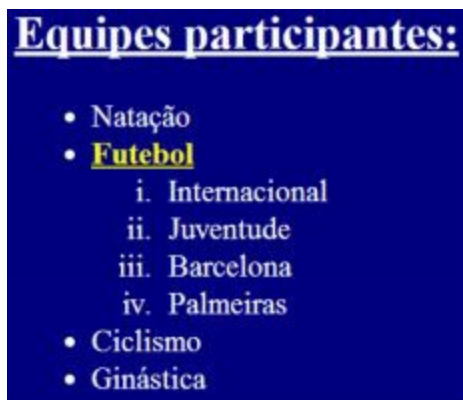 Equipes participantes:
• Natação
• Futebol
i. Internacional
ii. Juventude
iii. Barcelona
iv. Palmeiras
• Ciclismo
• Ginástica